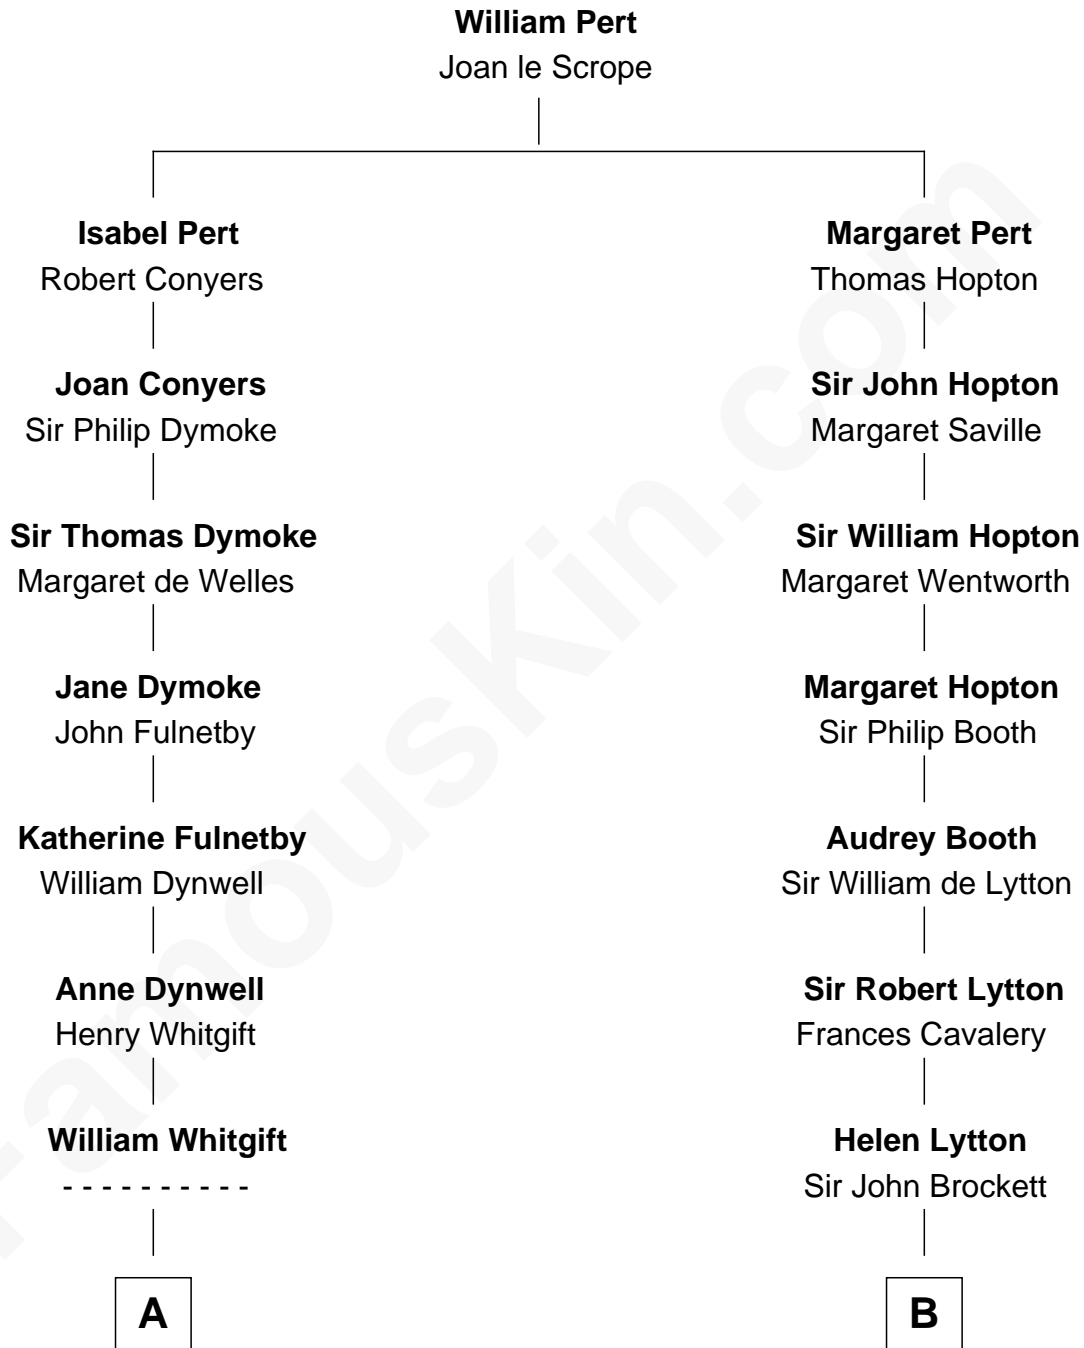 William Pert
Joan le Scrope
Isabel Pert
Robert Conyers
Margaret Pert
Thomas Hopton
Joan Conyers
Sir Philip Dymoke
Sir John Hopton
Margaret Saville
Sir Thomas Dymoke
Margaret de Welles
Sir William Hopton
Margaret Wentworth
Jane Dymoke
John Fulnetby
Margaret Hopton
Sir Philip Booth
Katherine Fulnetby
William Dynwell
Audrey Booth
Sir William de Lytton
Anne Dynwell
Henry Whitgift
Sir Robert Lytton
Frances Cavalery
William Whitgift
- - - - - - - - - -
Helen Lytton
Sir John Brockett
A
B
FamousKin.com